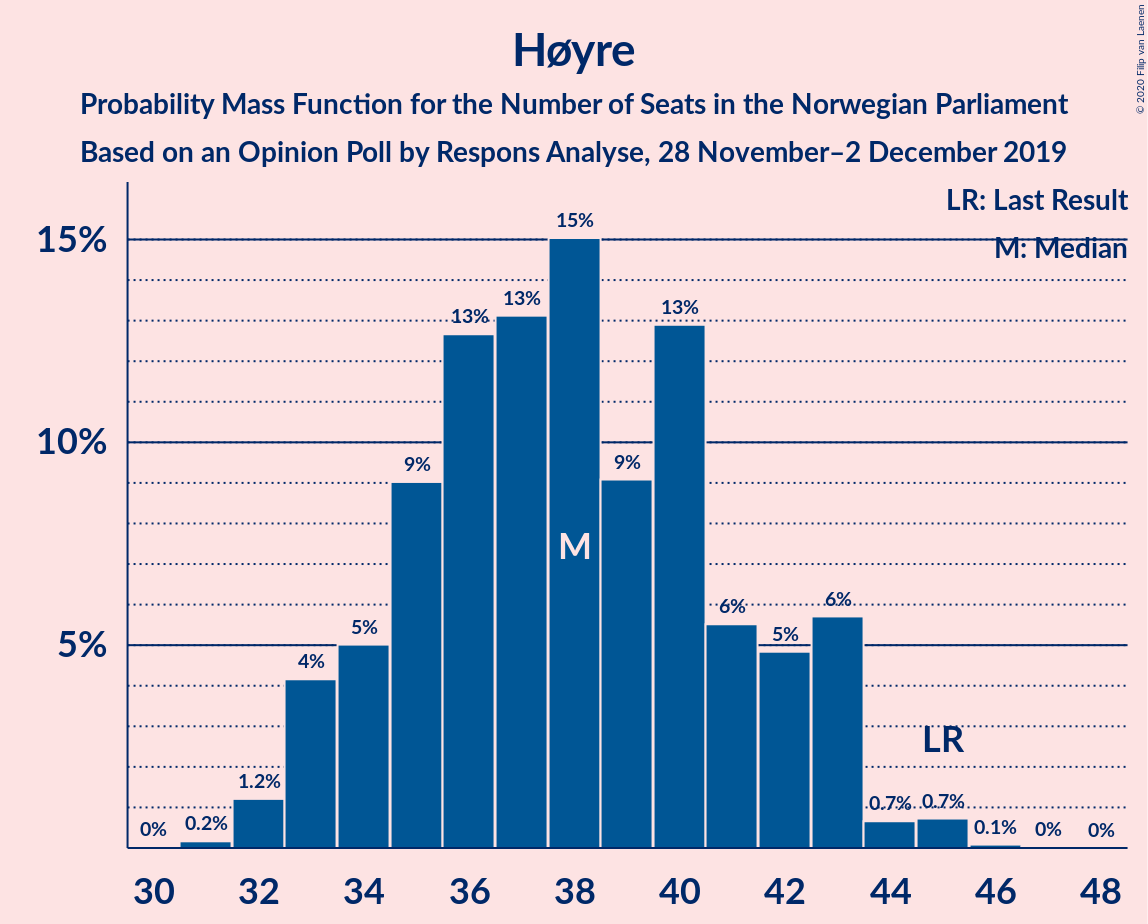 Høyre
Probability Mass Function for the Number of Seats in the Norwegian Parliament
Based on an Opinion Poll by Respons Analyse, 28 November–2 December 2019
© 2020 Filip van Laenen
LR: Last Result
M: Median
15%
10%
5%
0%
0.2%
1.2%
4%
5%
9%
13%
13%
15%
9%
13%
6%
5%
6%
0.7%
0.7%
0.1%
0%
0%
M
LR
30 32 34 36 38 40 42 44 46 48